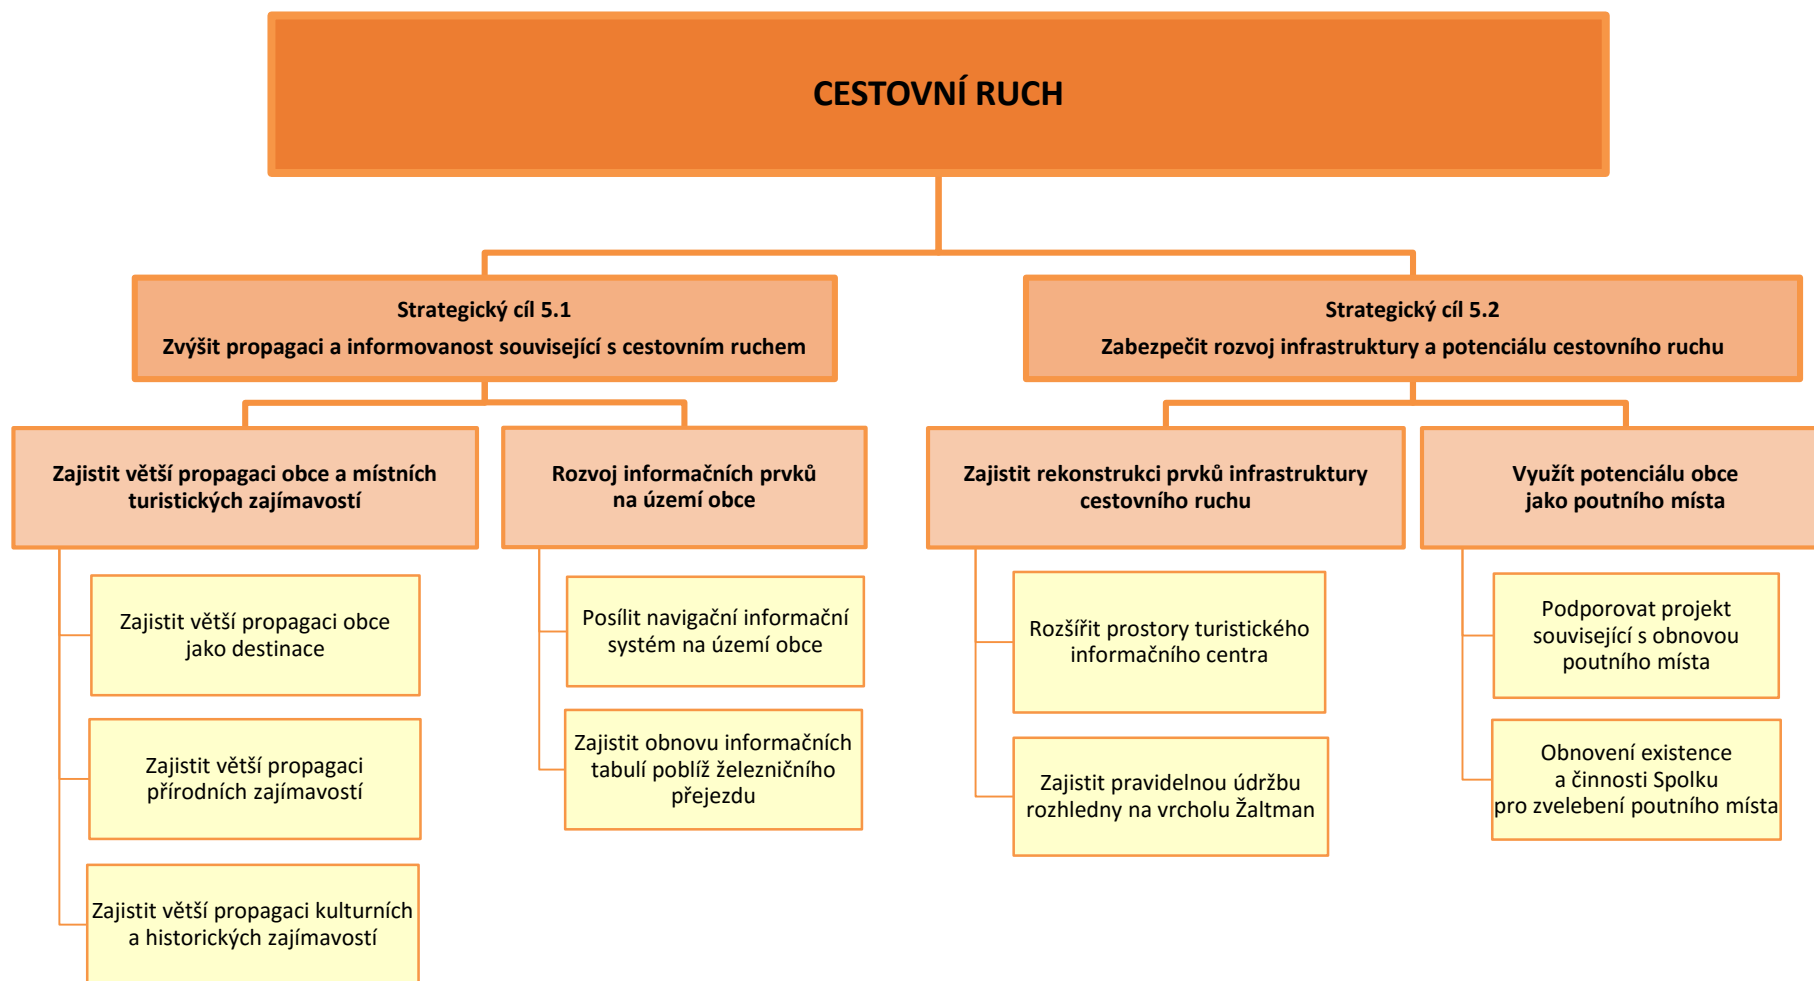 CESTOVNÍ RUCH
Strategický cíl 5.1
Zvýšit propagaci a informovanost související s cestovním ruchem
Strategický cíl 5.2
Zabezpečit rozvoj infrastruktury a potenciálu cestovního ruchu
Zajistit větší propagaci obce a místních
turistických zajímavostí
Zajistit větší propagaci obce
jako destinace
Zajistit větší propagaci
přírodních zajímavostí
Zajistit větší propagaci kulturních
a historických zajímavostí
Rozvoj informačních prvků
na území obce
Posílit navigační informační
systém na území obce
Zajistit obnovu informačních
tabulí poblíž železničního
přejezdu
Zajistit rekonstrukci prvků infrastruktury
cestovního ruchu
Rozšířit prostory turistického
informačního centra
Zajistit pravidelnou údržbu
rozhledny na vrcholu Žaltman
Využít potenciálu obce
jako poutního místa
Podporovat projekt
související s obnovou
poutního místa
Obnovení existence
a činnosti Spolku
pro zvelebení poutního místa